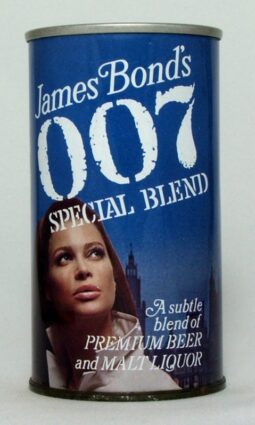 James Bond's
007
SPECIAL BLEND
A subtle
blend of
PREMIUM BEER
and MALT LIQUOR